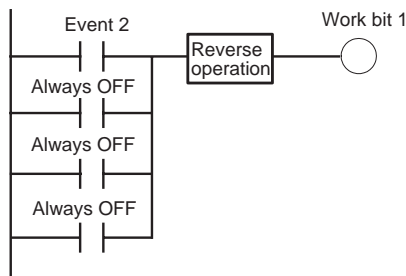 Work bit 1
Event 2
Reverse
operation
Always OFF
Always OFF
Always OFF